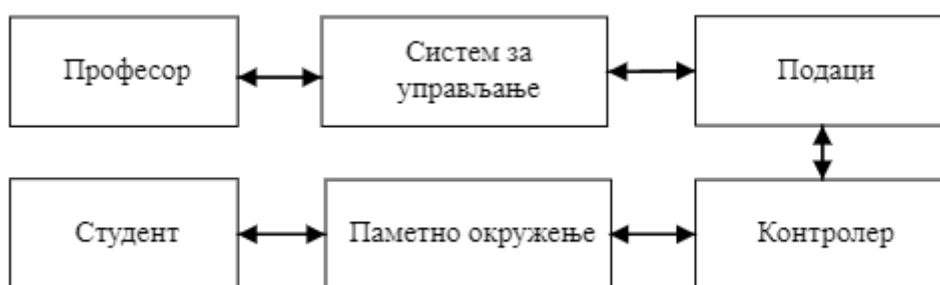 Професор
Систем за
управљање
Подаци
Студент
Паметно окружење
Контролер